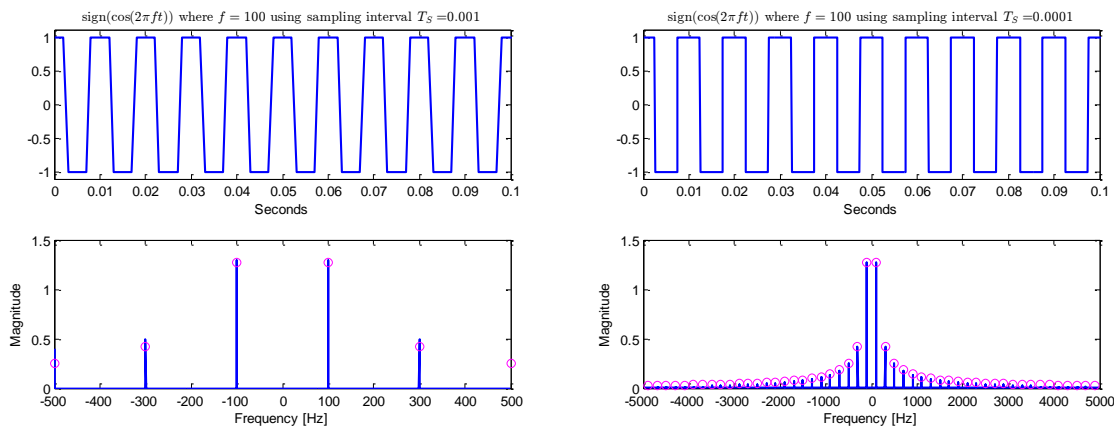 sign(cos(2πft)) where f = 100 using sampling interval T_S =0.001
1
0.5
0
-0.5
-1
0 0.01 0.02 0.03 0.04 0.05 0.06 0.07 0.08 0.09 0.1
Seconds
1.5
1
0.5
0
Magnitude
-500 -400 -300 -200 -100 0 100 200 300 400 500
Frequency [Hz]
sign(cos(2πft)) where f = 100 using sampling interval T_S =0.0001
1
0.5
0
-0.5
-1
0 0.01 0.02 0.03 0.04 0.05 0.06 0.07 0.08 0.09 0.1
Seconds
1.5
1
0.5
0
Magnitude
-5000 -4000 -3000 -2000 -1000 0 1000 2000 3000 4000 5000
Frequency [Hz]